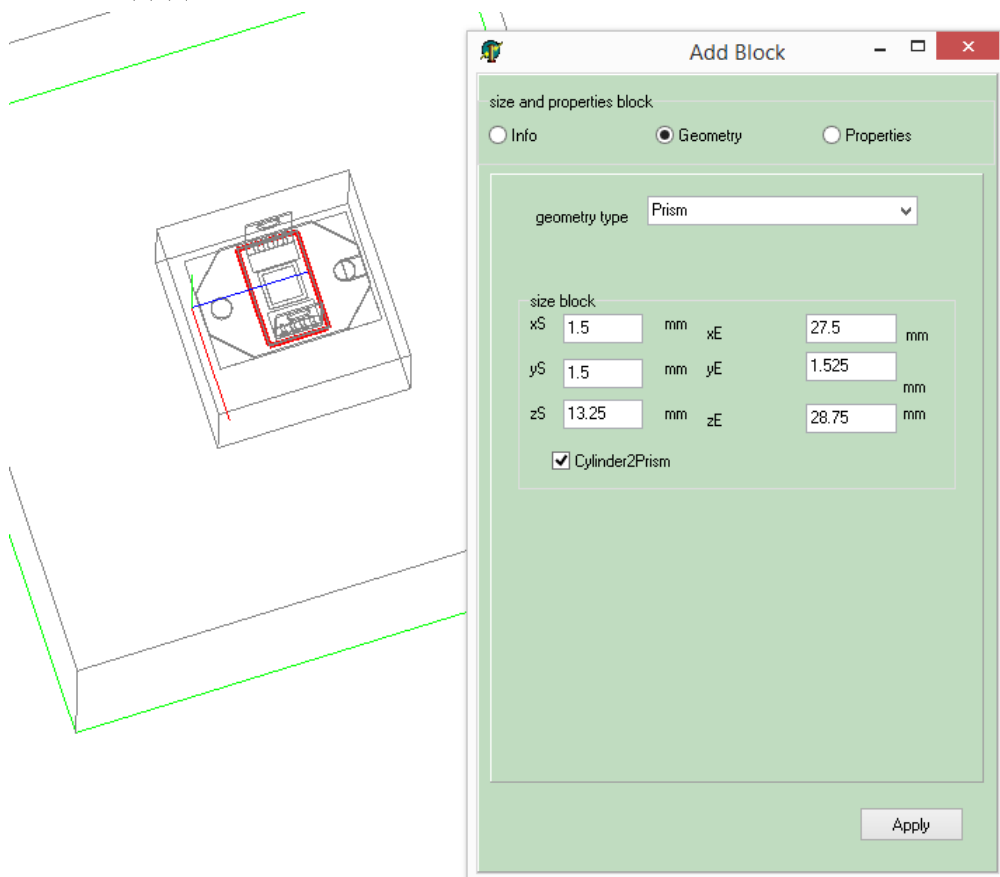 Add Block
size and properties block
Info Geometry Properties
geometry type Prism
size block
xS 1.5 mm xE 27.5 mm
yS 1.5 mm yE 1.525 mm
zS 13.25 mm zE 28.75 mm
Cylinder2Prism
Apply